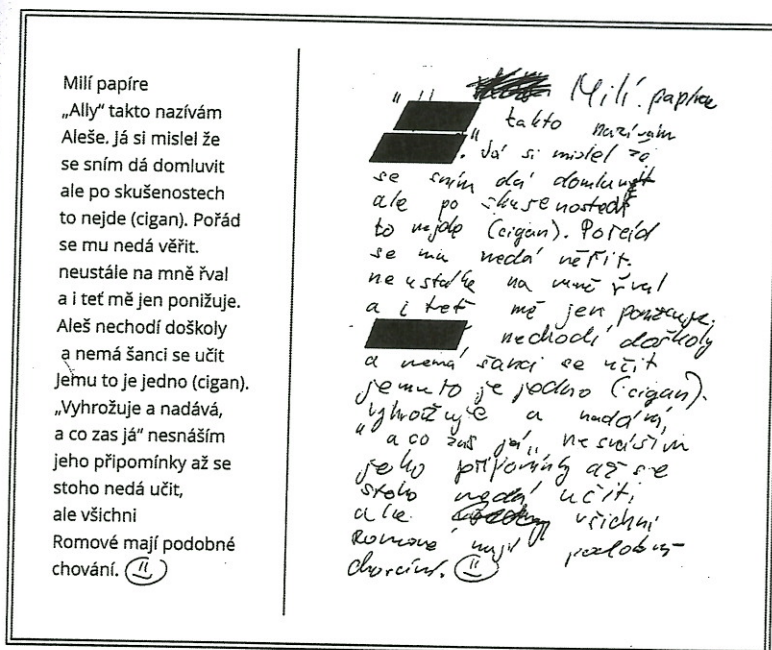 Milí papíre
„Ally“ takto nazívám
Aleše. já si mislel že
se sním dá domluvit
ale po skušenostech
to nejde (cigan). Pořád
se mu nedá věřit.
neustále na mně řval
a i teť mě jen ponižuje.
Aleš nechodí doškoly
a nemá šanci se učit
Jemu to je jedno (cigan).
„Vyhrožuje a nadává,
a co zas já“ nesnáším
jeho připomínky až se
stoho nedá učit,
ale všichni
Romové mají podobné
chování.
Milí papíre
takto nazívám
. Já si mislel že
se sním dá domluvit
ale po skušenostech
to nejde (cigan). Pořád
se mu nedá věřit.
neustále na mně řval
a i teť mě jen ponižuje.
nechodí doškoly
a nemá šanci se učit
jemu to je jedno (cigan).
"vyhrožuje a nadává,
a co zas já„ nesnáším
jeho připomínky až se
stoho nedá učit,
ale všichni
Romové mají podobné
chování.